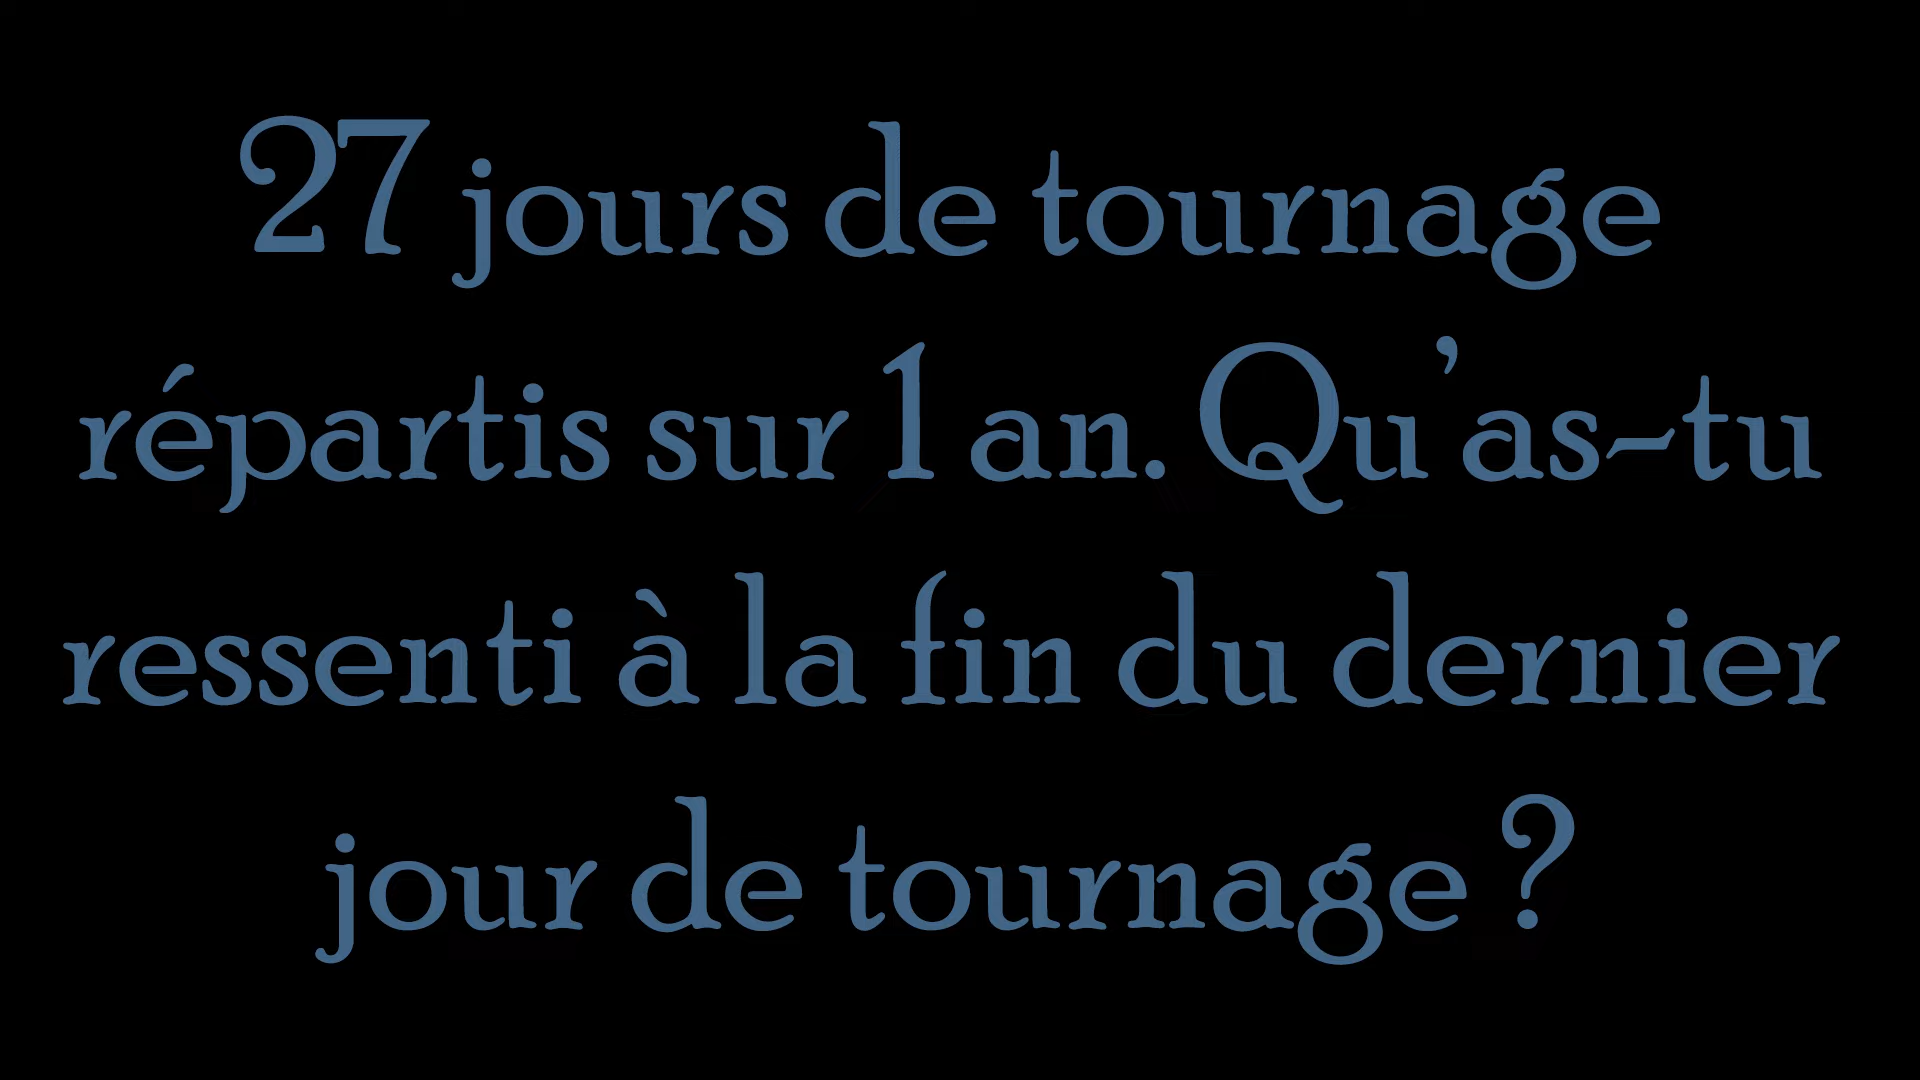 27 jours de tournage
répartis sur 1 an. Qu’as-tu
ressenti à la fin du dernier
jour de tournage ?